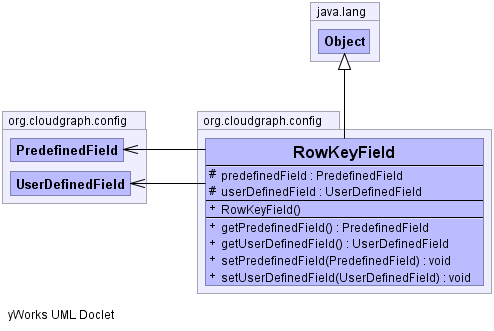 java.lang
Object
org.cloudgraph.config
PredefinedField
UserDefinedField
org.cloudgraph.config
RowKeyField
# predefinedField : PredefinedField
# userDefinedField : UserDefinedField
+ RowKeyField()
+ getPredefinedField() : PredefinedField
+ getUserDefinedField() : UserDefinedField
+ setPredefinedField(PredefinedField) : void
+ setUserDefinedField(UserDefinedField) : void
yWorks UML Doclet